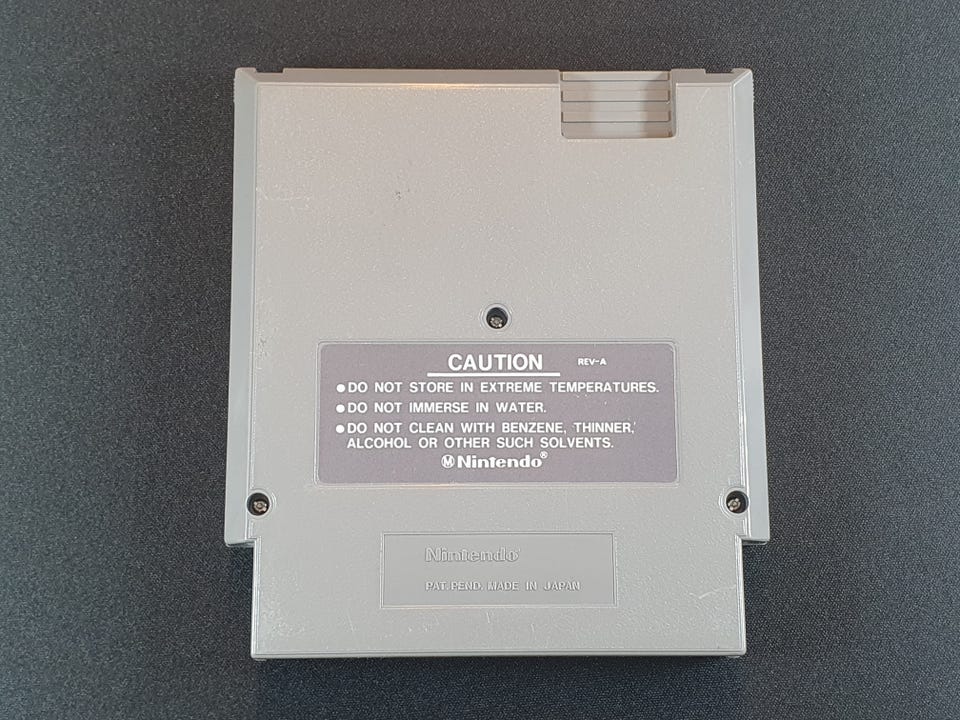 CAUTION REV-A
●DO NOT STORE IN EXTREME TEMPERATURES.
●DO NOT IMMERSE IN WATER.
●DO NOT CLEAN WITH BENZENE, THINNER,
ALCOHOL OR OTHER SUCH SOLVENTS.
Ⓜ Nintendo®
Nintendo®
PAT.PEND. MADE IN JAPAN